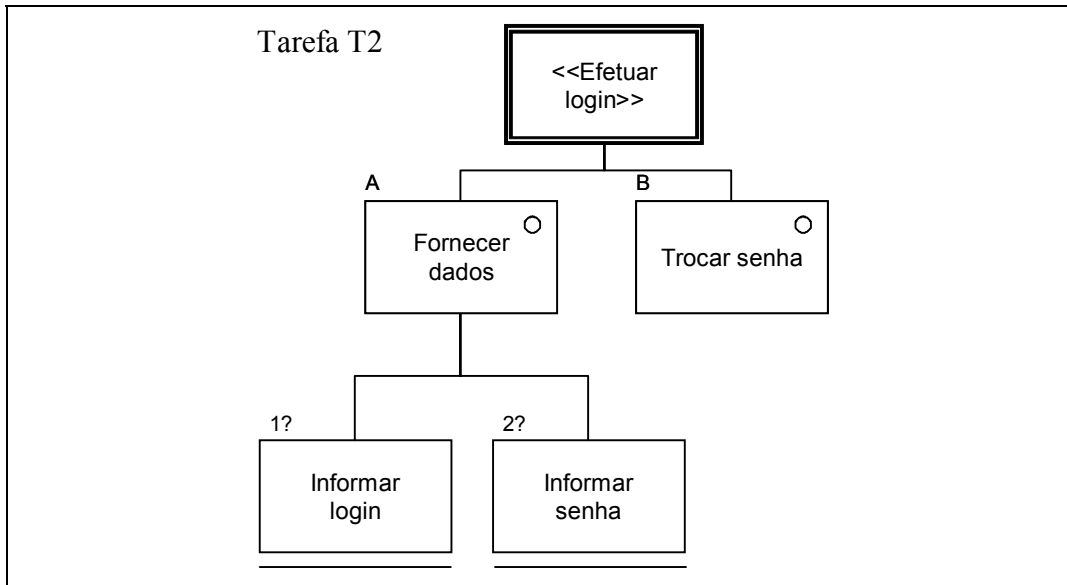 Tarefa T2
<<Efetuar
login>>
A
B
Fornecer
dados
Trocar senha
1?
2?
Informar
login
Informar
senha